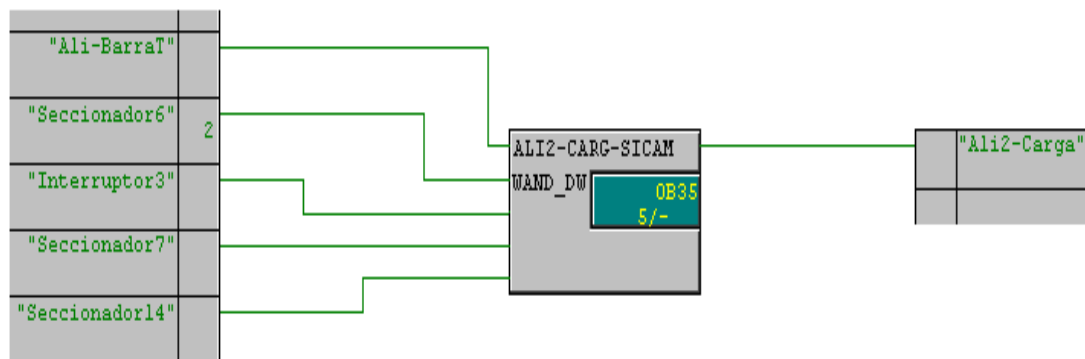 "Ali-BarraT"
"Seccionador6"
2
"Interruptor3"
"Seccionador7"
"Seccionador14"
ALI2-CARG-SICAM
WAND_DW
OB35
5/-
"Ali2-Carga"